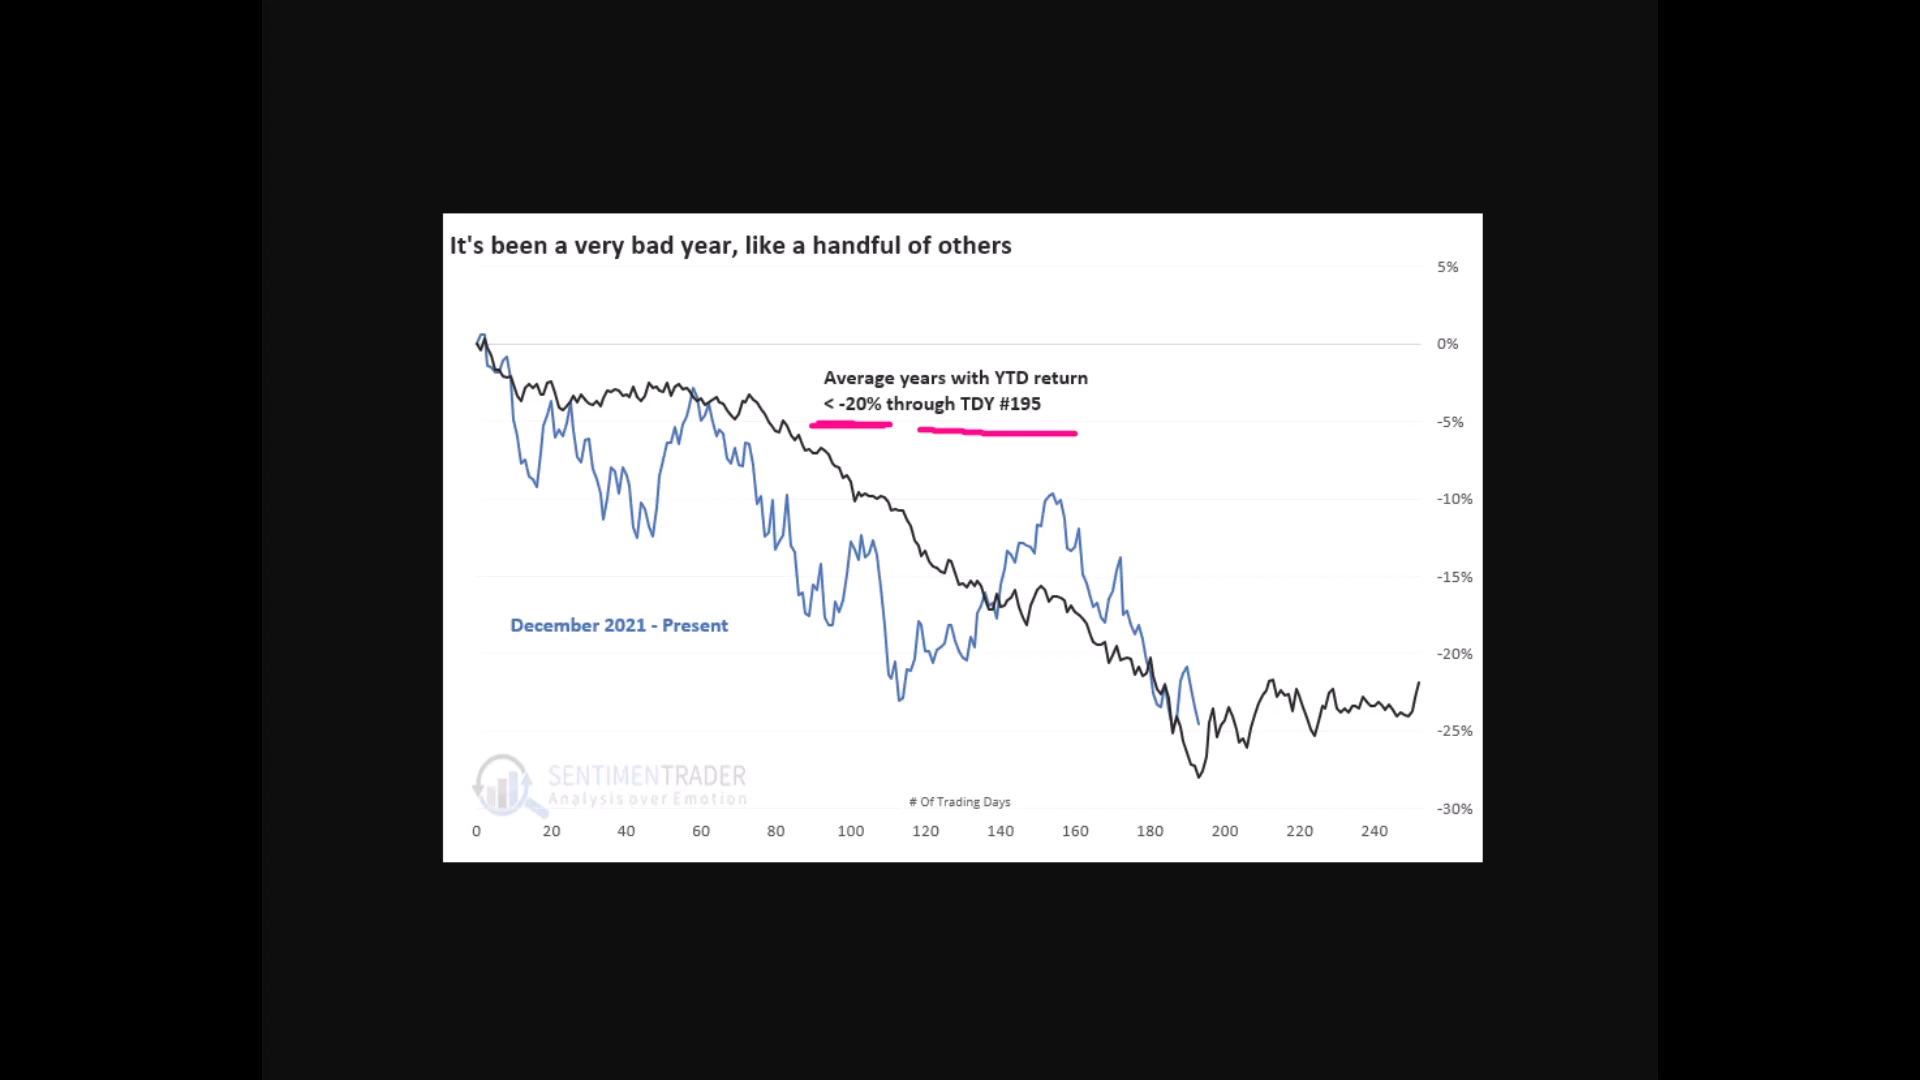 It's been a very bad year, like a handful of others
5%
0%
Average years with YTD return
< -20% through TDY #195
-5%
-10%
-15%
December 2021 - Present
-20%
-25%
SENTIMENTRADER
Analysis over Emotion
# Of Trading Days
-30%
0 20 40 60 80 100 120 140 160 180 200 220 240